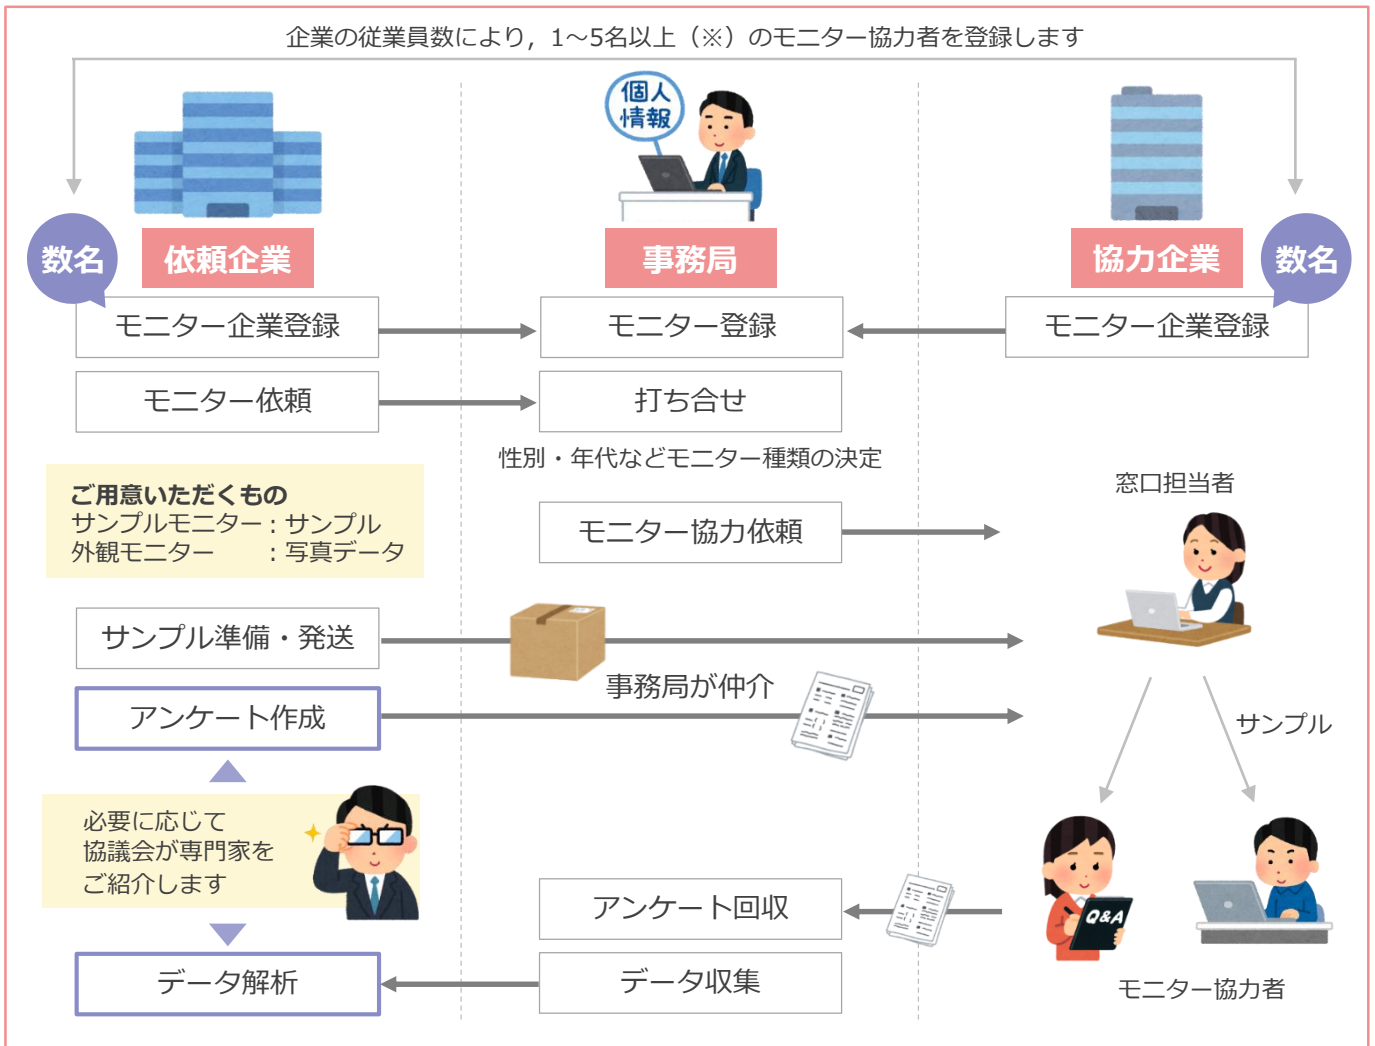 企業の従業員数により，1～5名以上（※）のモニター協力者を登録します
個人
情報
数名
依頼企業
事務局
協力企業
数名
モニター企業登録
モニター登録
モニター企業登録
モニター依頼
打ち合せ
性別・年代などモニター種類の決定
ご用意いただくもの
サンプルモニター：サンプル
外観モニター　　：写真データ
モニター協力依頼
窓口担当者
サンプル準備・発送
事務局が仲介
アンケート作成
サンプル
必要に応じて
協議会が専門家を
ご紹介します
アンケート回収
Q&A
データ解析
データ収集
モニター協力者